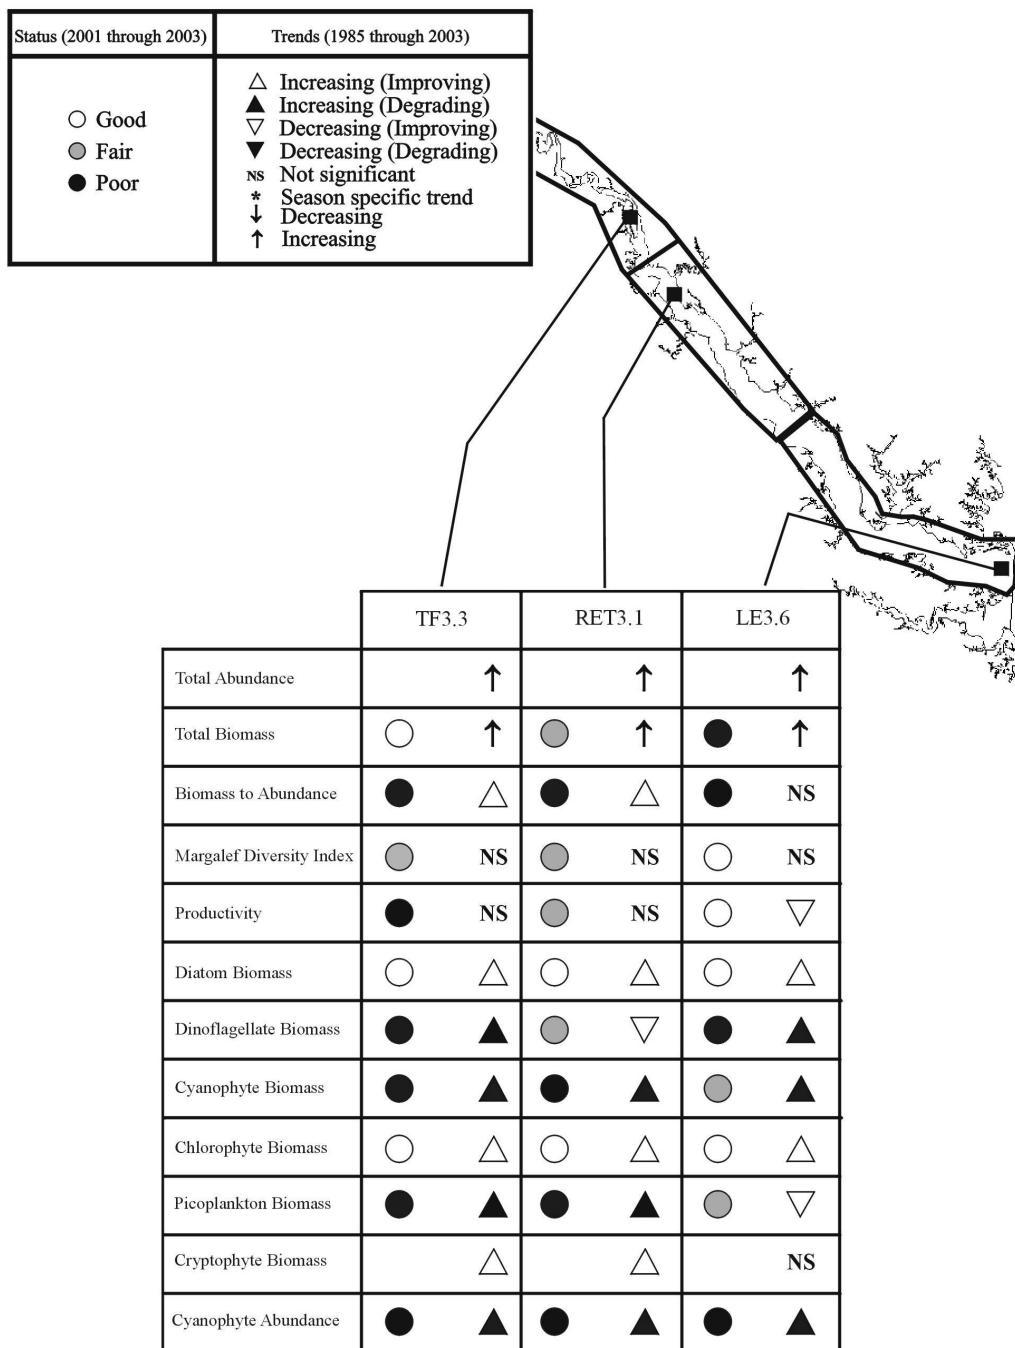 Status (2001 through 2003) Trends (1985 through 2003)
Good
Fair
Poor
Increasing (Improving)
Increasing (Degrading)
Decreasing (Improving)
Decreasing (Degrading)
NS Not significant
* Season specific trend
↓ Decreasing
↑ Increasing
TF3.3 RET3.1 LE3.6
Total Abundance ↑ ↑ ↑
Total Biomass ↑ ↑ ↑
Biomass to Abundance NS
Margalef Diversity Index NS NS NS
Productivity NS NS
Diatom Biomass
Dinoflagellate Biomass
Cyanophyte Biomass
Chlorophyte Biomass
Picoplankton Biomass
Cryptophyte Biomass NS
Cyanophyte Abundance